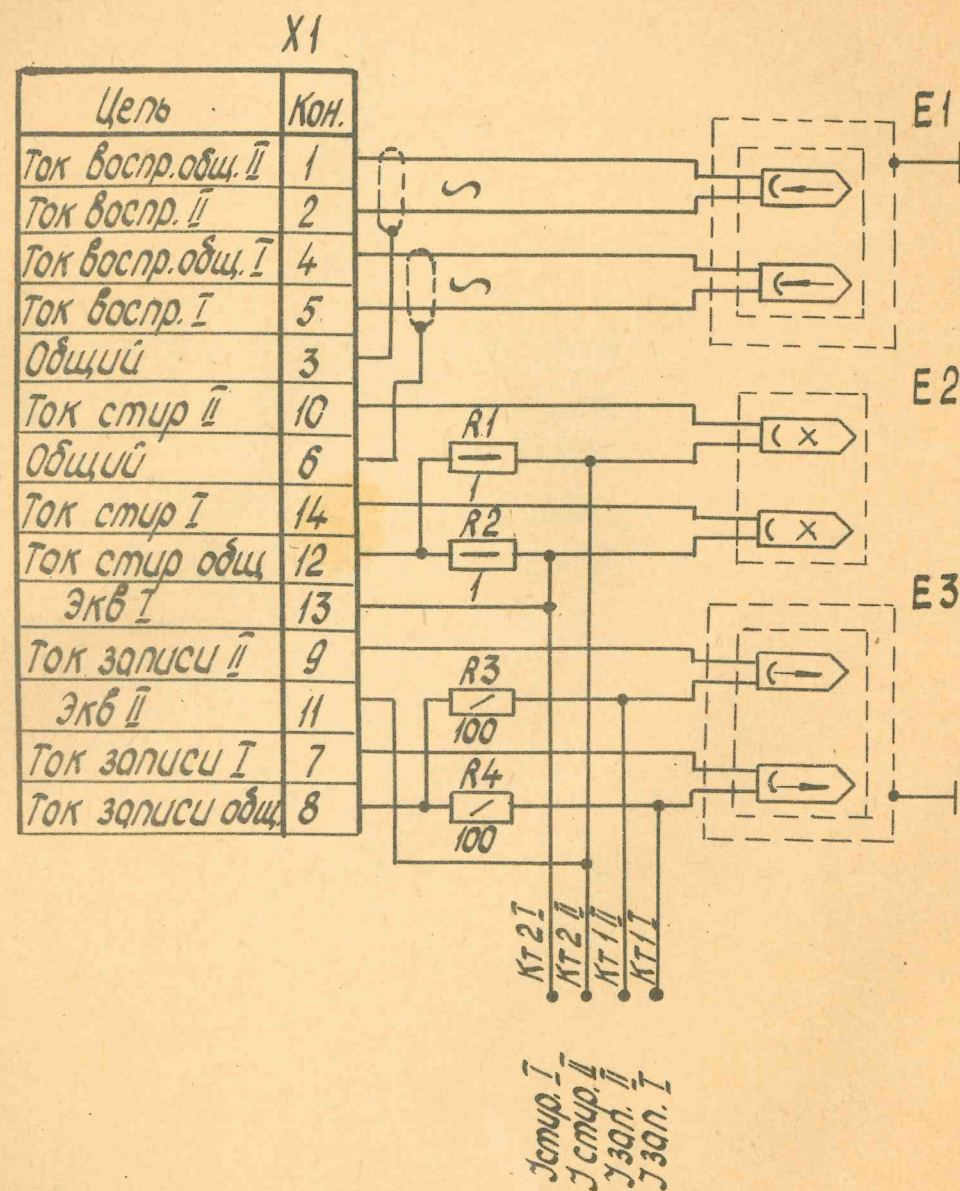 X1
Цепь Кон.
Ток воспр. общ. II 1
Ток воспр. II 2
Ток воспр. общ. I 4
Ток воспр. I 5
Общий 3
Ток стир II 10
Общий 6
Ток стир I 14
Ток стир общ 12
Экв I 13
Ток записи II 9
Экв II 11
Ток записи I 7
Ток записи общ. 8
E1
E2
R1
1
R2
1
E3
R3
100
R4
100
КТ2 I
КТ2 II
КТ1 II
КТ1 I
Jстир. I
J стир. II
J зап. II
J зап. I